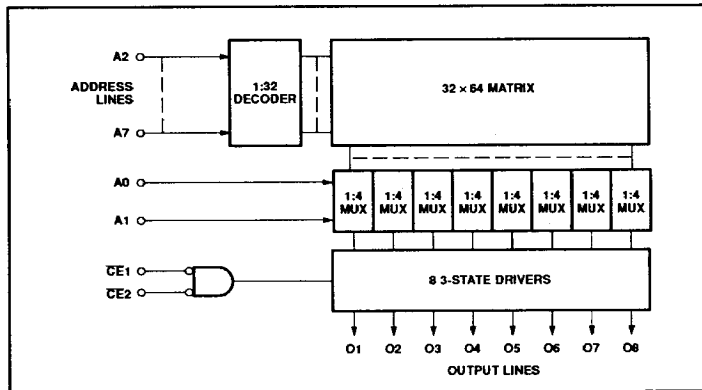 A2
ADDRESS
LINES
A7
1:32
DECODER
32 × 64 MATRIX
A0
A1
1:4
MUX
1:4
MUX
1:4
MUX
1:4
MUX
1:4
MUX
1:4
MUX
1:4
MUX
1:4
MUX
CE1
CE2
8 3-STATE DRIVERS
O1 O2 O3 O4 O5 O6 O7 O8
OUTPUT LINES